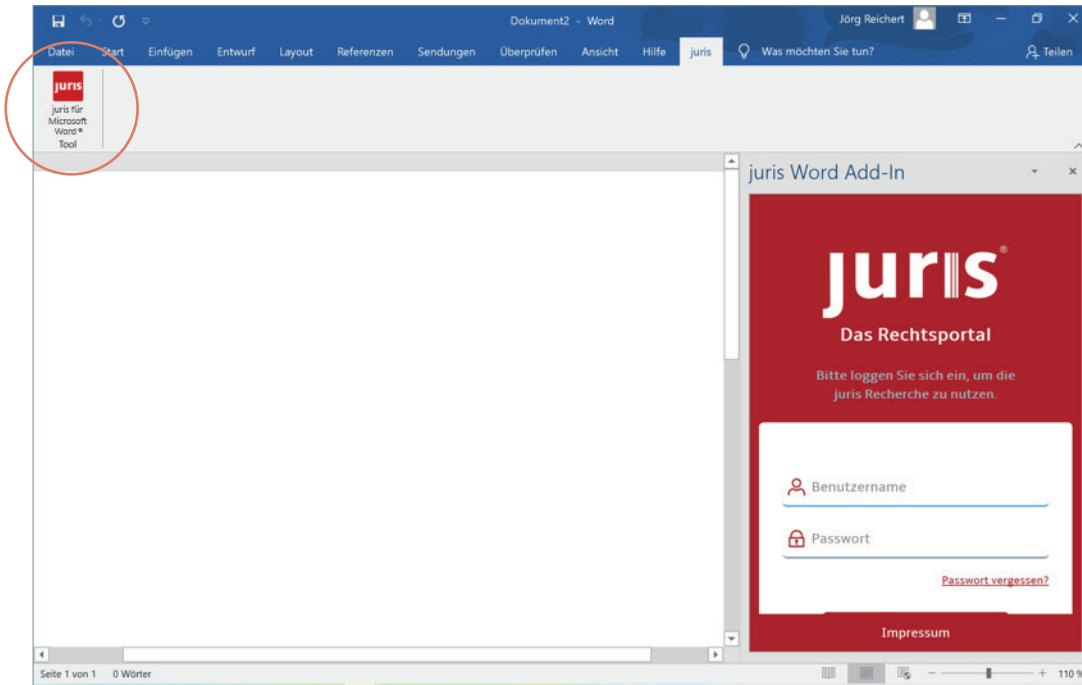 Dokument2 - Word
Jörg Reichert
Datei Start Einfügen Entwurf Layout Referenzen Sendungen Überprüfen Ansicht Hilfe juris Was möchten Sie tun? Teilen
juris
juris für
Microsoft
Word®
Tool
juris Word Add-In
juris®
Das Rechtsportal
Bitte loggen Sie sich ein, um die
juris Recherche zu nutzen.
Benutzername
Passwort
Passwort vergessen?
Impressum
Seite 1 von 1 0 Wörter
110 %